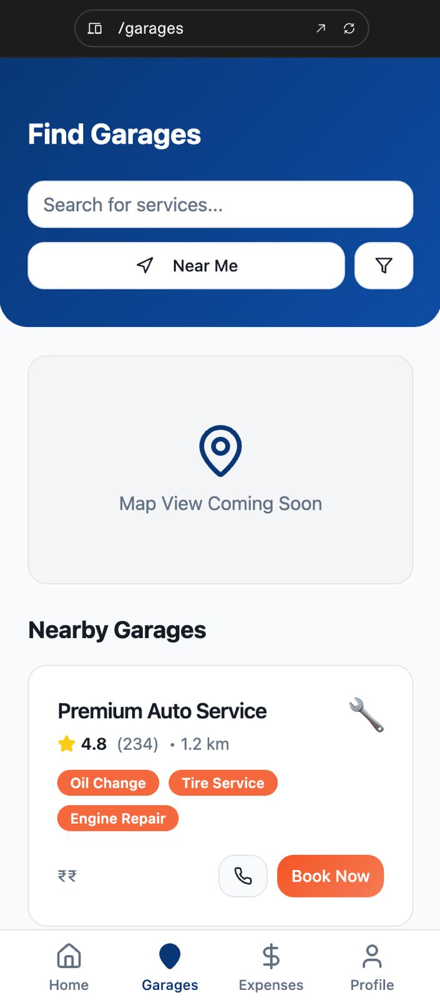 /garages
Find Garages
Search for services...
Near Me
Map View Coming Soon
Nearby Garages
Premium Auto Service
4.8 (234) • 1.2 km
Oil Change Tire Service
Engine Repair
₹₹ Book Now
Home Garages Expenses Profile